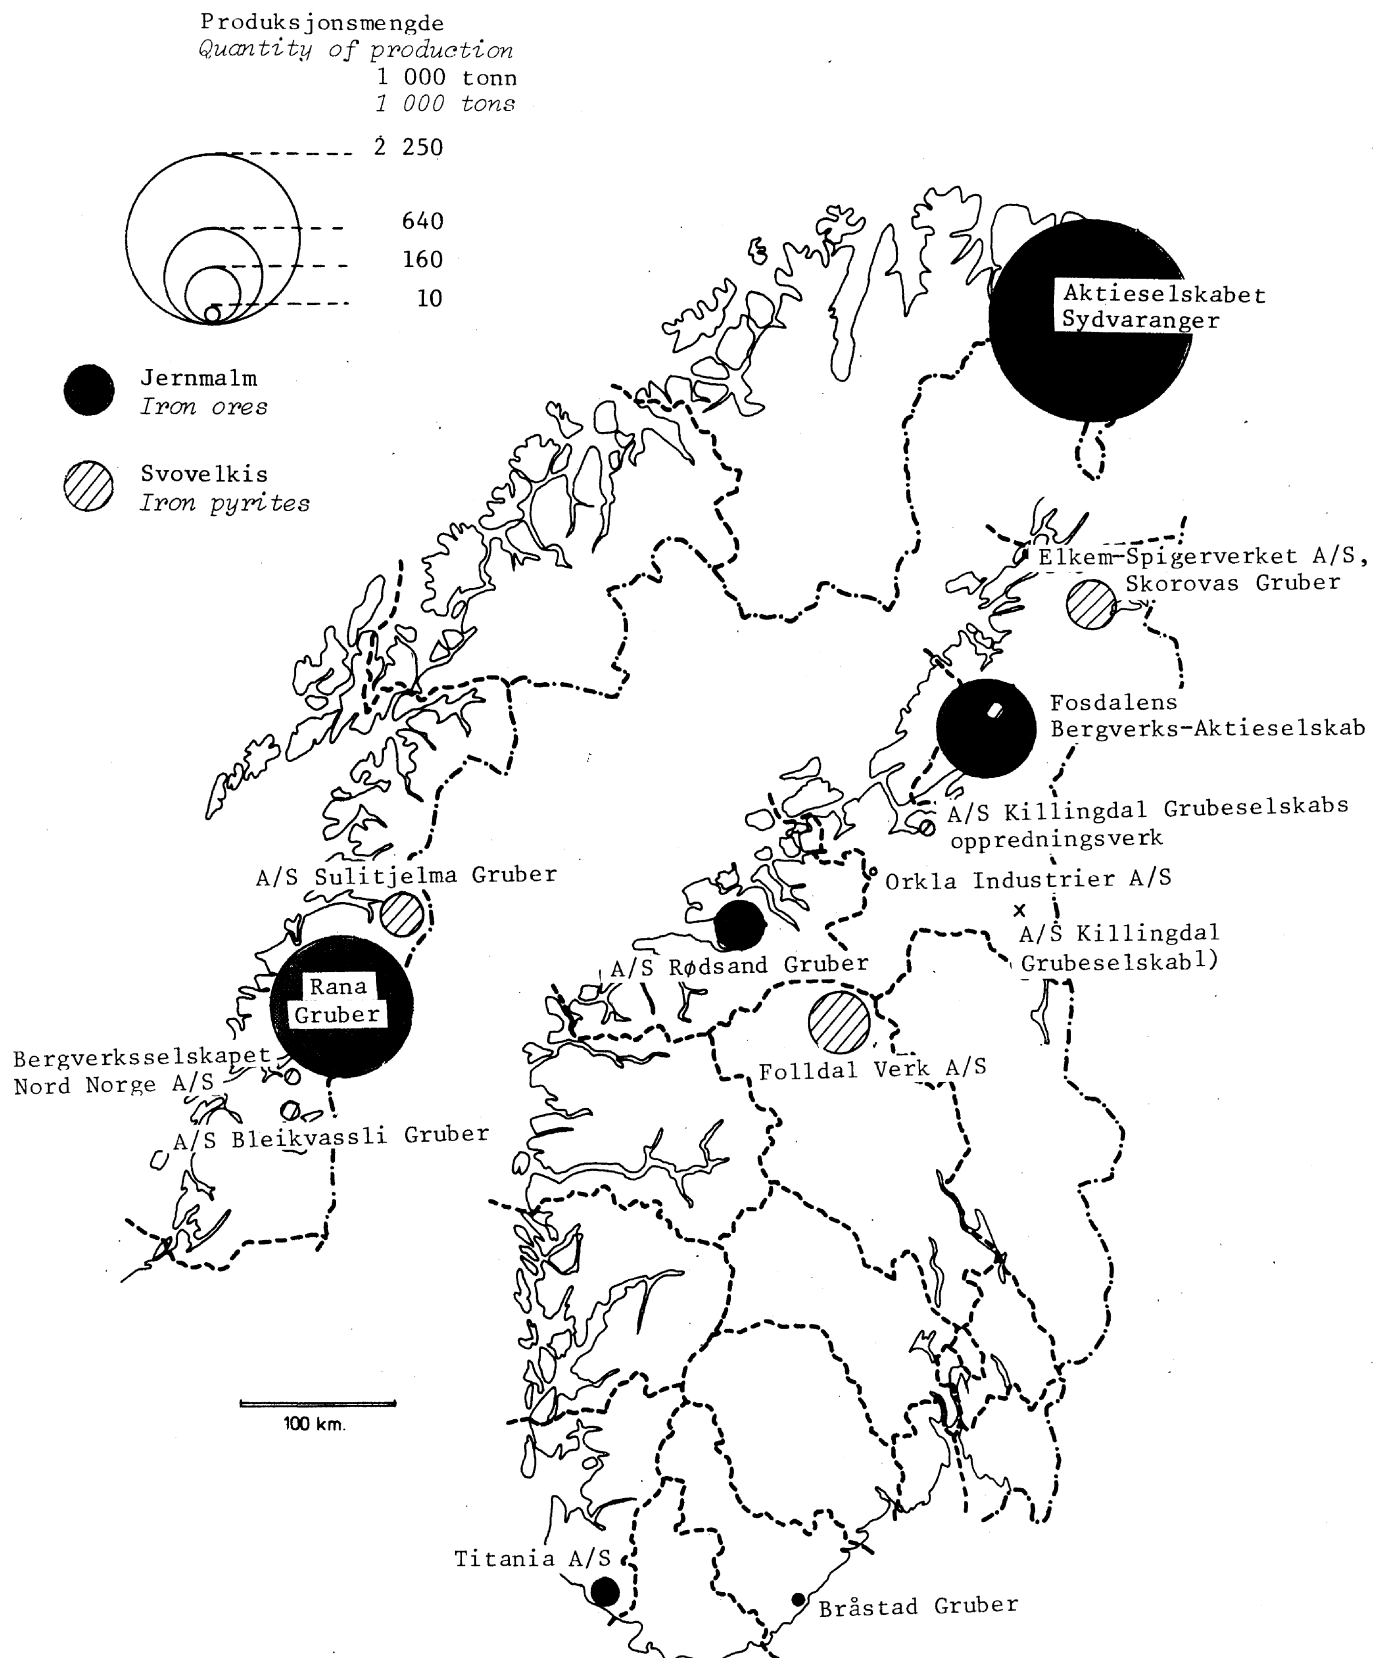 Produksjonsmengde
Quantity of production
1 000 tonn
1 000 tons
2 250
640
160
10
Jernmalm
Iron ores
Svovelkis
Iron pyrites
Aktieselskabet
Sydvaranger
Elkem-Spigerverket A/S,
Skorovas Gruber
Fosdalens
Bergverks-Aktieselskab
A/S Killingdal Grubeselskabs
oppredningsverk
A/S Sulitjelma Gruber
Orkla Industrier A/S
x
A/S Killingdal
Grubeselskab1)
A/S Rødsand Gruber
Rana
Gruber
Bergverksselskapet
Nord Norge A/S
Folldal Verk A/S
A/S Bleikvassli Gruber
100 km.
Titania A/S
Bråstad Gruber